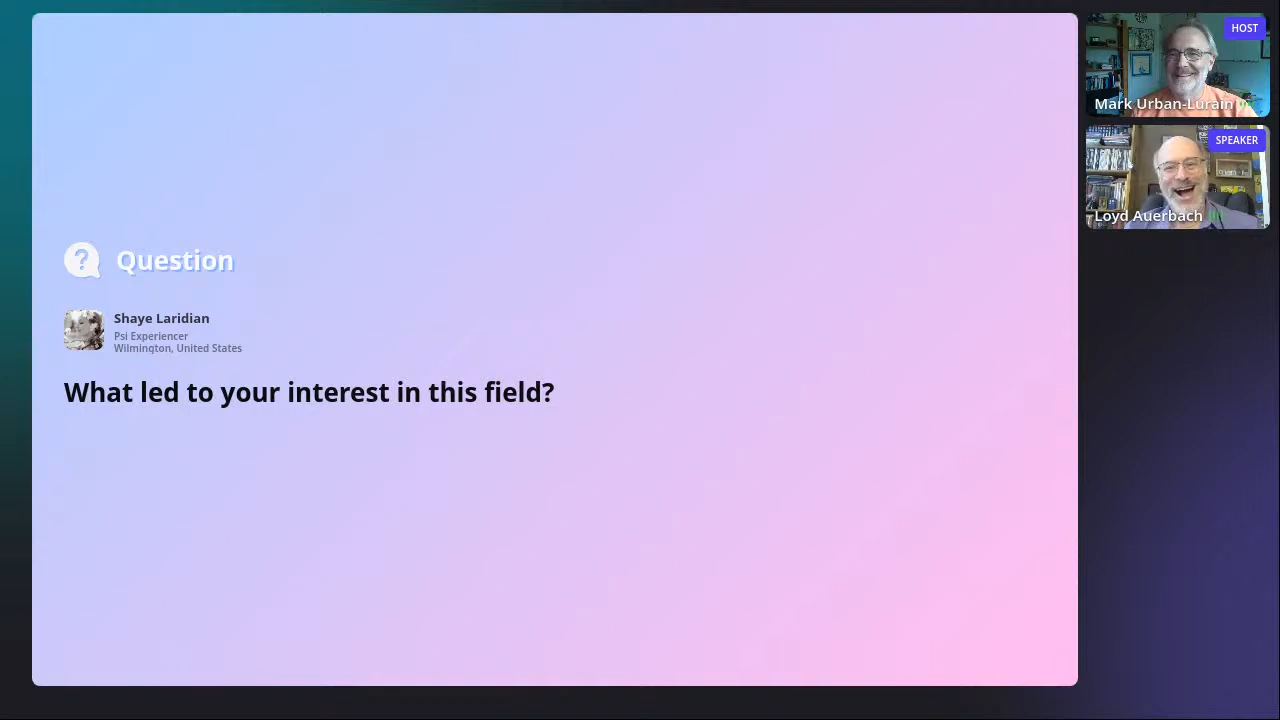 Question
Shaye Laridian
Psi Experiencer
Wilmington, United States
What led to your interest in this field?
HOST
Mark Urban-Lurain
SPEAKER
Loyd Auerbach